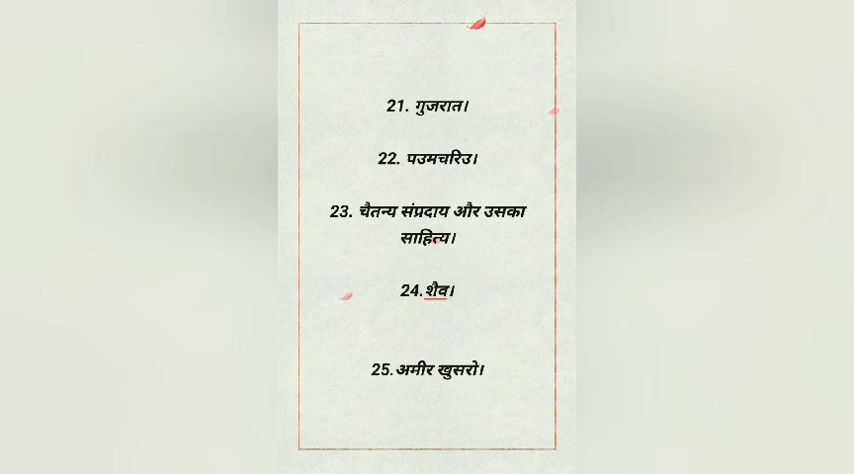 21. गुजरात।
22. पउमचरिउ।
23. चैतन्य संप्रदाय और उसका
साहित्य।
24.शैव।
25.अमीर खुसरो।